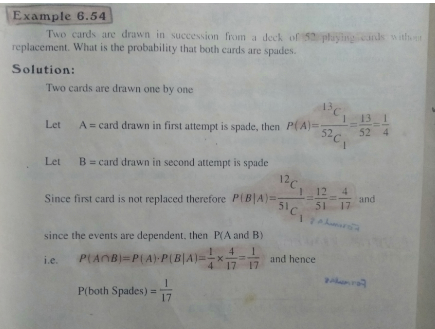 Example 6.54
Two cards are drawn in succession from a deck of 52 playing cards without
replacement. What is the probability that both cards are spades.
Solution:
Two cards are drawn one by one
Let A = card drawn in first attempt is spade, then P(A)= ¹³C₁ / ⁵²C₁ = 13/52 = 1/4
Let B = card drawn in second attempt is spade
Since first card is not replaced therefore P(B|A)= ¹²C₁ / ⁵¹C₁ = 12/51 = 4/17 and
since the events are dependent, then P(A and B)
i.e. P(A∩B)=P(A)·P(B|A)= 1/4 × 4/17 = 1/17 and hence
P(both Spades) = 1/17